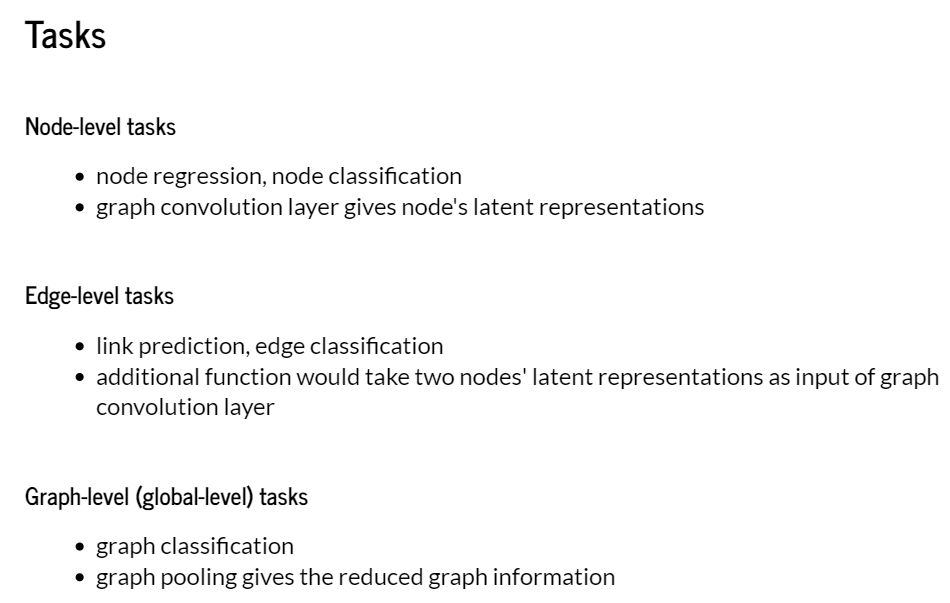 Tasks
Node-level tasks
• node regression, node classification
• graph convolution layer gives node's latent representations
Edge-level tasks
• link prediction, edge classification
• additional function would take two nodes' latent representations as input of graph
convolution layer
Graph-level (global-level) tasks
• graph classification
• graph pooling gives the reduced graph information